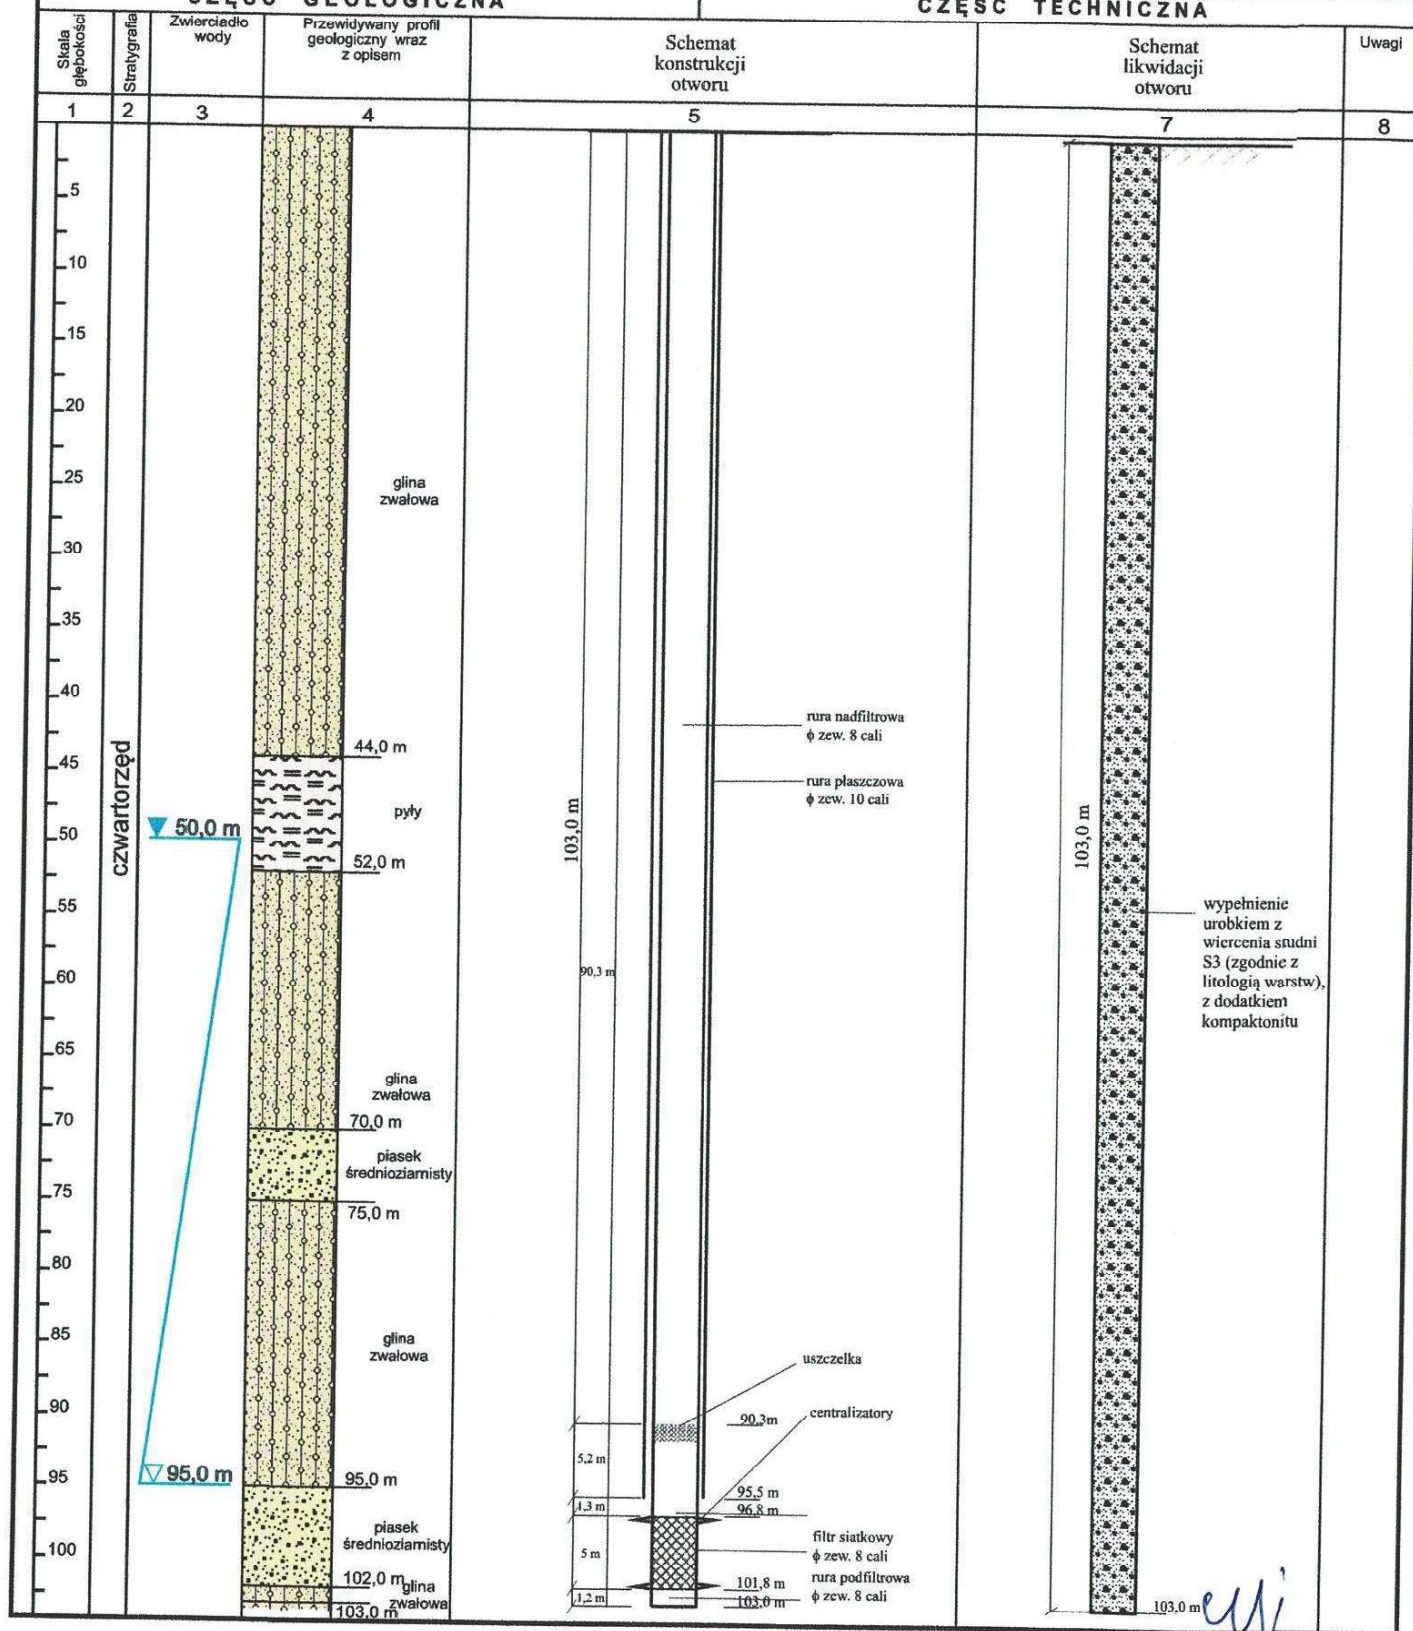 CZĘŚĆ GEOLOGICZNA
CZĘŚĆ TECHNICZNA
Skala głębokości
Stratygrafia
Zwierciadło
wody
Przewidywany profil
geologiczny wraz
z opisem
Schemat
konstrukcji
otworu
Schemat
likwidacji
otworu
Uwagi
1
2
3
4
5
7
8
5
10
15
20
25
30
35
40
45
50
55
60
65
70
75
80
85
90
95
100
czwartorzęd
50,0 m
95,0 m
glina
zwałowa
44,0 m
pyły
52,0 m
glina
zwałowa
70,0 m
piasek
średnioziarnisty
75,0 m
glina
zwałowa
95,0 m
piasek
średnioziarnisty
102,0 m
glina
zwałowa
103,0 m
103,0 m
90,3 m
5,2 m
1,3 m
5 m
1,2 m
rura nadfiltrowa
ϕ zew. 8 cali
rura płaszczowa
ϕ zew. 10 cali
uszczelka
90,3m
centralizatory
95,5 m
96,8 m
filtr siatkowy
ϕ zew. 8 cali
101,8 m
rura podfiltrowa
103,0 m
ϕ zew. 8 cali
103,0 m
wypełnienie
urobkiem z
wiercenia studni
S3 (zgodnie z
litologią warstw),
z dodatkiem
kompaktonitu
103,0 m